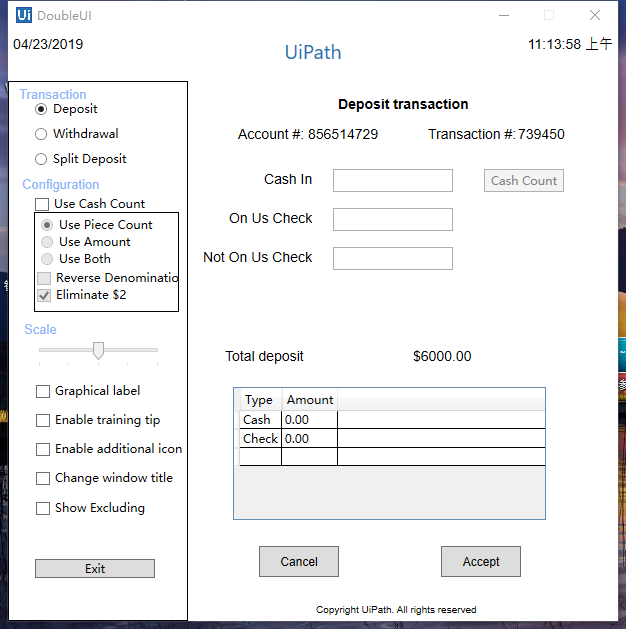 Ui DoubleUI
04/23/2019
UiPath
11:13:58 上午
Transaction
Deposit
Withdrawal
Split Deposit
Configuration
Use Cash Count
Use Piece Count
Use Amount
Use Both
Reverse Denominatio
Eliminate $2
Scale
Graphical label
Enable training tip
Enable additional icon
Change window title
Show Excluding
Exit
Deposit transaction
Account #: 856514729 Transaction #: 739450
Cash In Cash Count
On Us Check
Not On Us Check
Total deposit $6000.00
Type Amount
Cash 0.00
Check 0.00
Cancel Accept
Copyright UiPath. All rights reserved